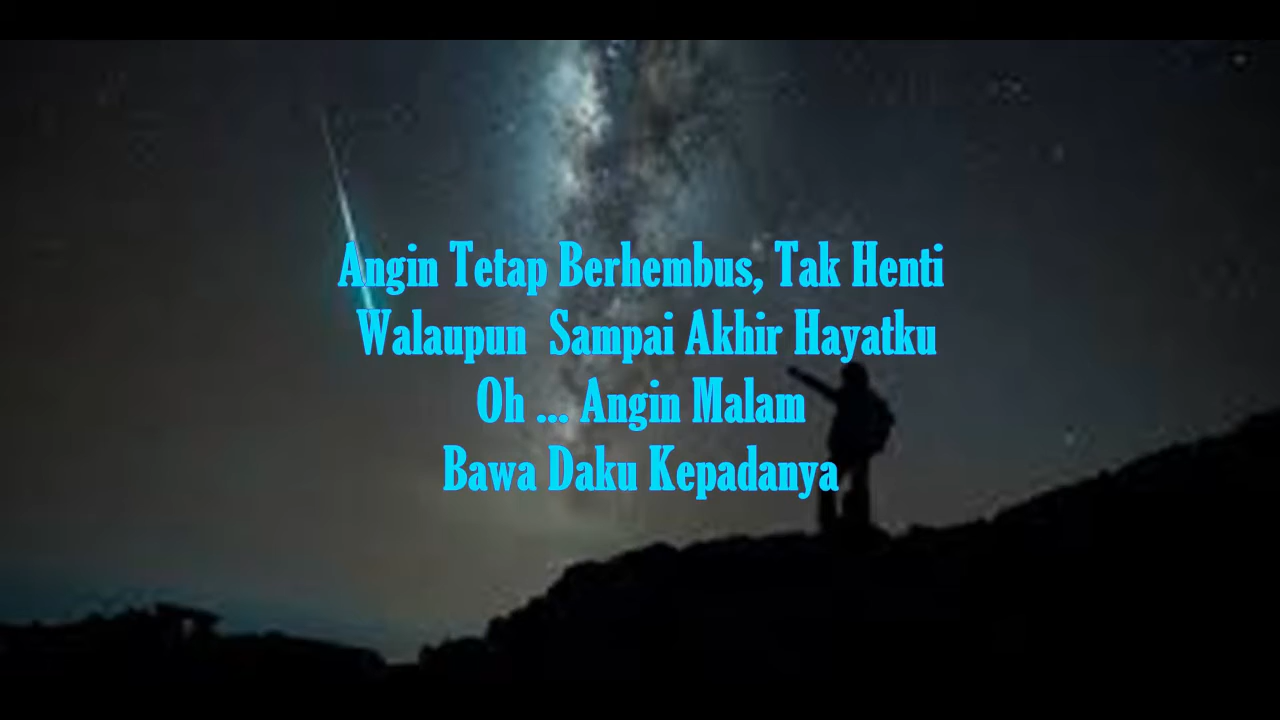 Angin Tetap Berhembus, Tak Henti
Walaupun Sampai Akhir Hayatku
Oh ... Angin Malam
Bawa Daku Kepadanya